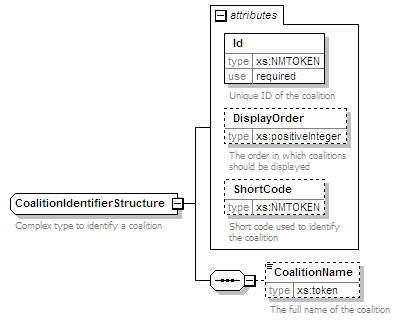 attributes
Id
type xs:NMTOKEN
use required
Unique ID of the coalition
DisplayOrder
type xs:positiveInteger
The order in which coalitions
should be displayed
CoalitionIdentifierStructure
Complex type to identify a coalition
ShortCode
type xs:NMTOKEN
Short code used to identify
the coalition
CoalitionName
type xs:token
The full name of the coalition